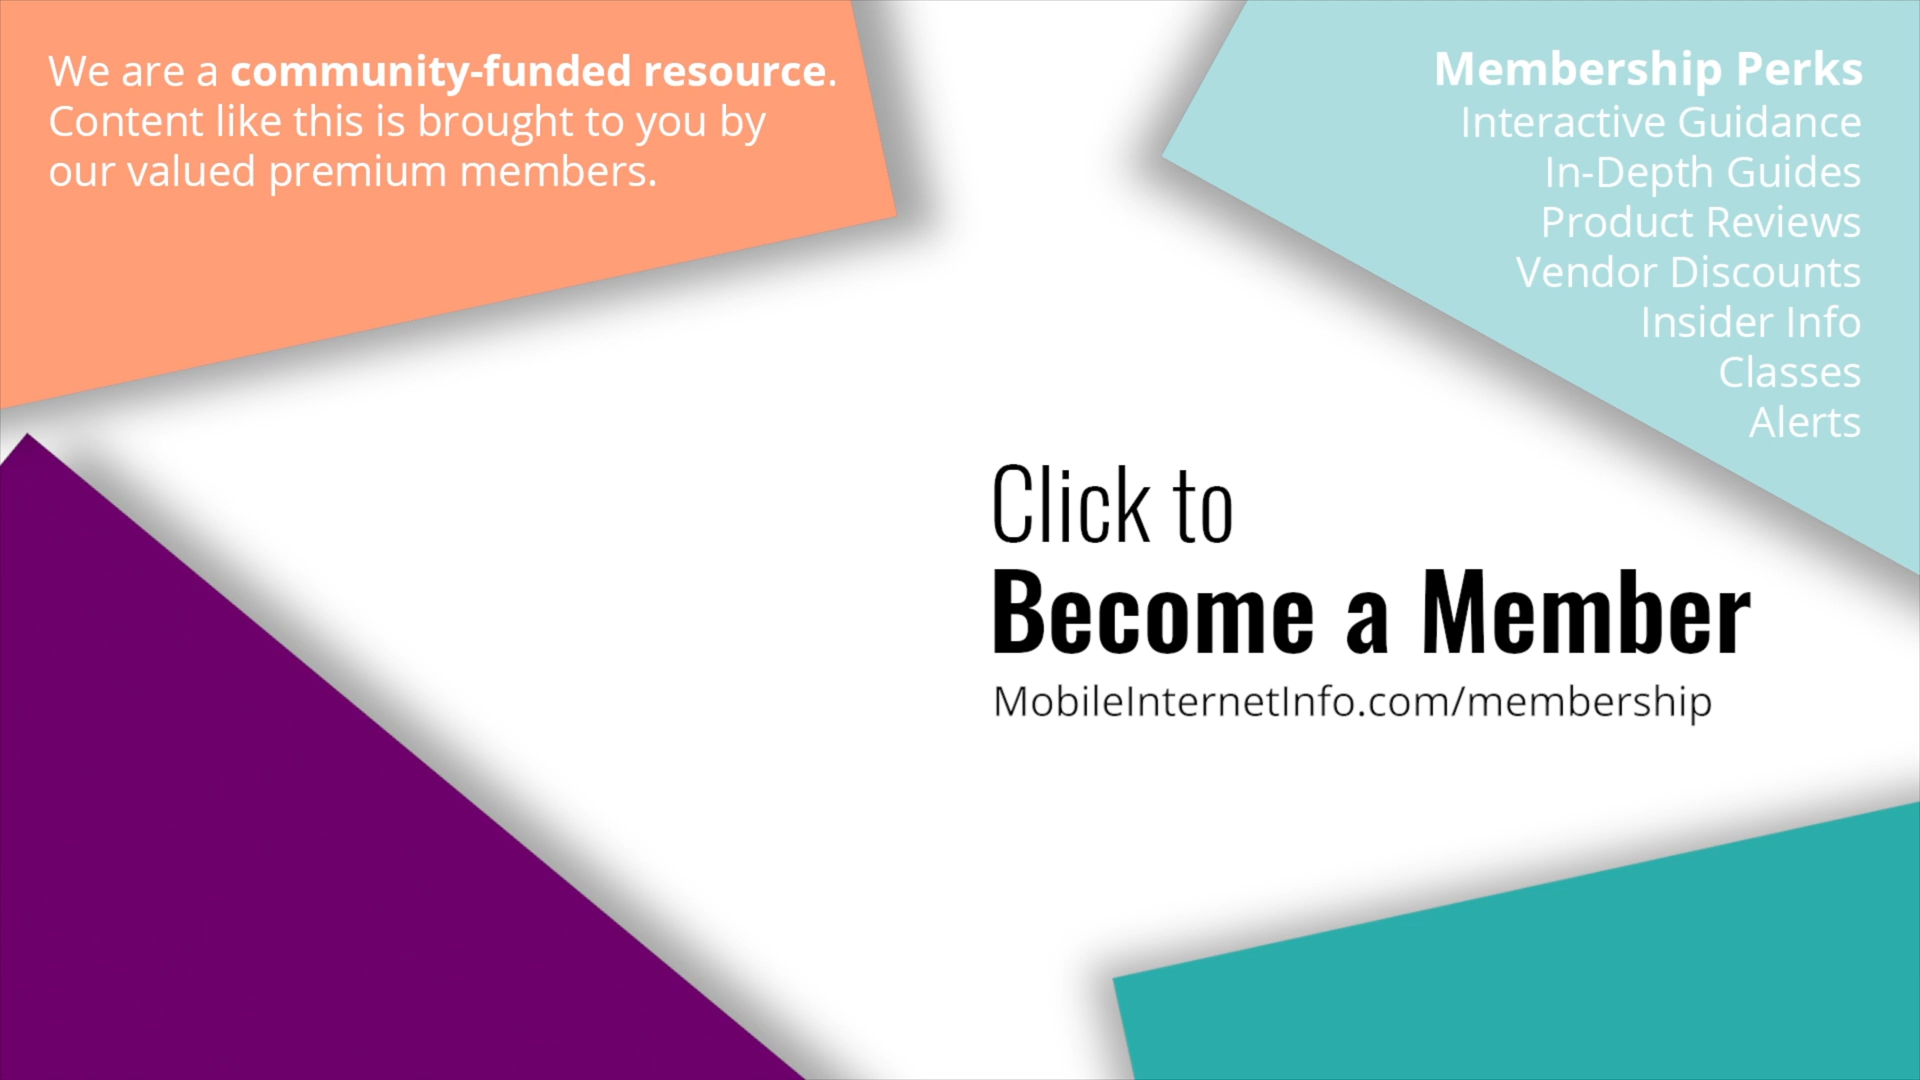 We are a community-funded resource.
Content like this is brought to you by
our valued premium members.
Membership Perks
Interactive Guidance
In-Depth Guides
Product Reviews
Vendor Discounts
Insider Info
Classes
Alerts
Click to
Become a Member
MobileInternetInfo.com/membership